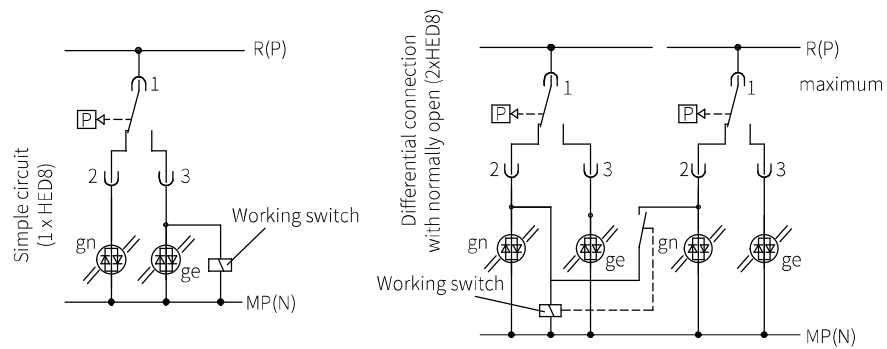 Simple circuit
(1 x HED8)
R(P)
1
P
2
3
Working switch
gn
ge
MP(N)
Differential connection
with normally open (2xHED8)
R(P)
maximum
1
1
P
P
2
3
2
3
gn
ge
gn
ge
Working switch
MP(N)